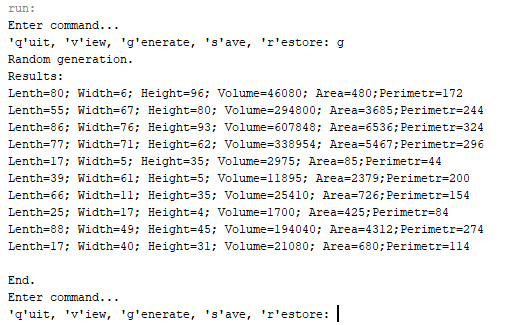 run:
Enter command...
'q'uit, 'v'iew, 'g'enerate, 's'ave, 'r'estore: g
Random generation.
Results:
Lenth=80; Width=6; Height=96; Volume=46080; Area=480;Perimetr=172
Lenth=55; Width=67; Height=80; Volume=294800; Area=3685;Perimetr=244
Lenth=86; Width=76; Height=93; Volume=607848; Area=6536;Perimetr=324
Lenth=77; Width=71; Height=62; Volume=338954; Area=5467;Perimetr=296
Lenth=17; Width=5; Height=35; Volume=2975; Area=85;Perimetr=44
Lenth=39; Width=61; Height=5; Volume=11895; Area=2379;Perimetr=200
Lenth=66; Width=11; Height=35; Volume=25410; Area=726;Perimetr=154
Lenth=25; Width=17; Height=4; Volume=1700; Area=425;Perimetr=84
Lenth=88; Width=49; Height=45; Volume=194040; Area=4312;Perimetr=274
Lenth=17; Width=40; Height=31; Volume=21080; Area=680;Perimetr=114
End.
Enter command...
'q'uit, 'v'iew, 'g'enerate, 's'ave, 'r'estore: